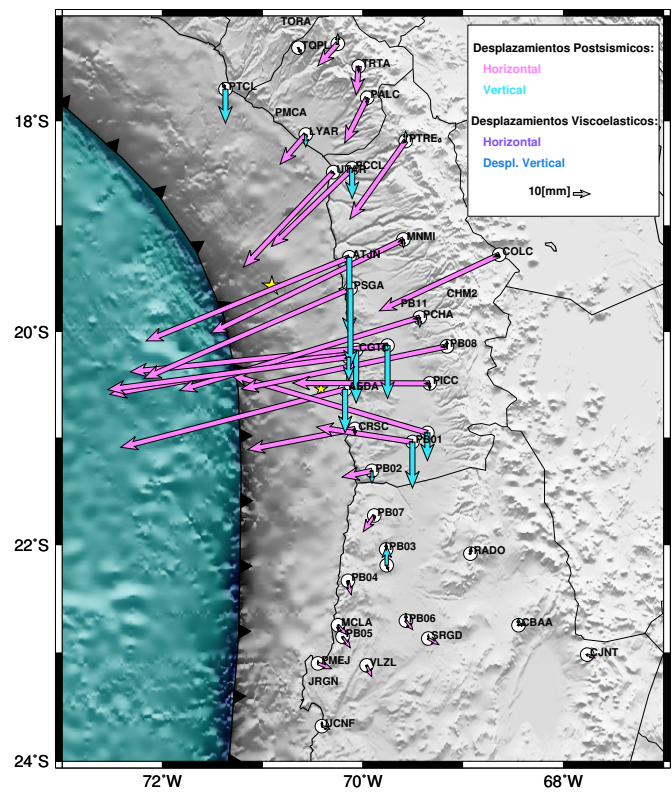 TORA
TQPL
TRTA
PTCL
PALC
PMCA
LYAR
PTRE
PCCL
UTAR
MNMI
ATJN
COLC
PSGA
CHM2
PB11
PCHA
CGTC
PB08
PICC
AEDA
CRSC
PB01
PB02
PB07
PB03
RADO
PB04
MCLA
PB06
CBAA
PB05
SRGD
CJNT
PMEJ
VLZL
JRGN
UCNF
Desplazamientos Postsismicos:
Horizontal
Vertical
Desplazamientos Viscoelasticos:
Horizontal
Despl. Vertical
10[mm]
18°S
20°S
22°S
24°S
72°W
70°W
68°W